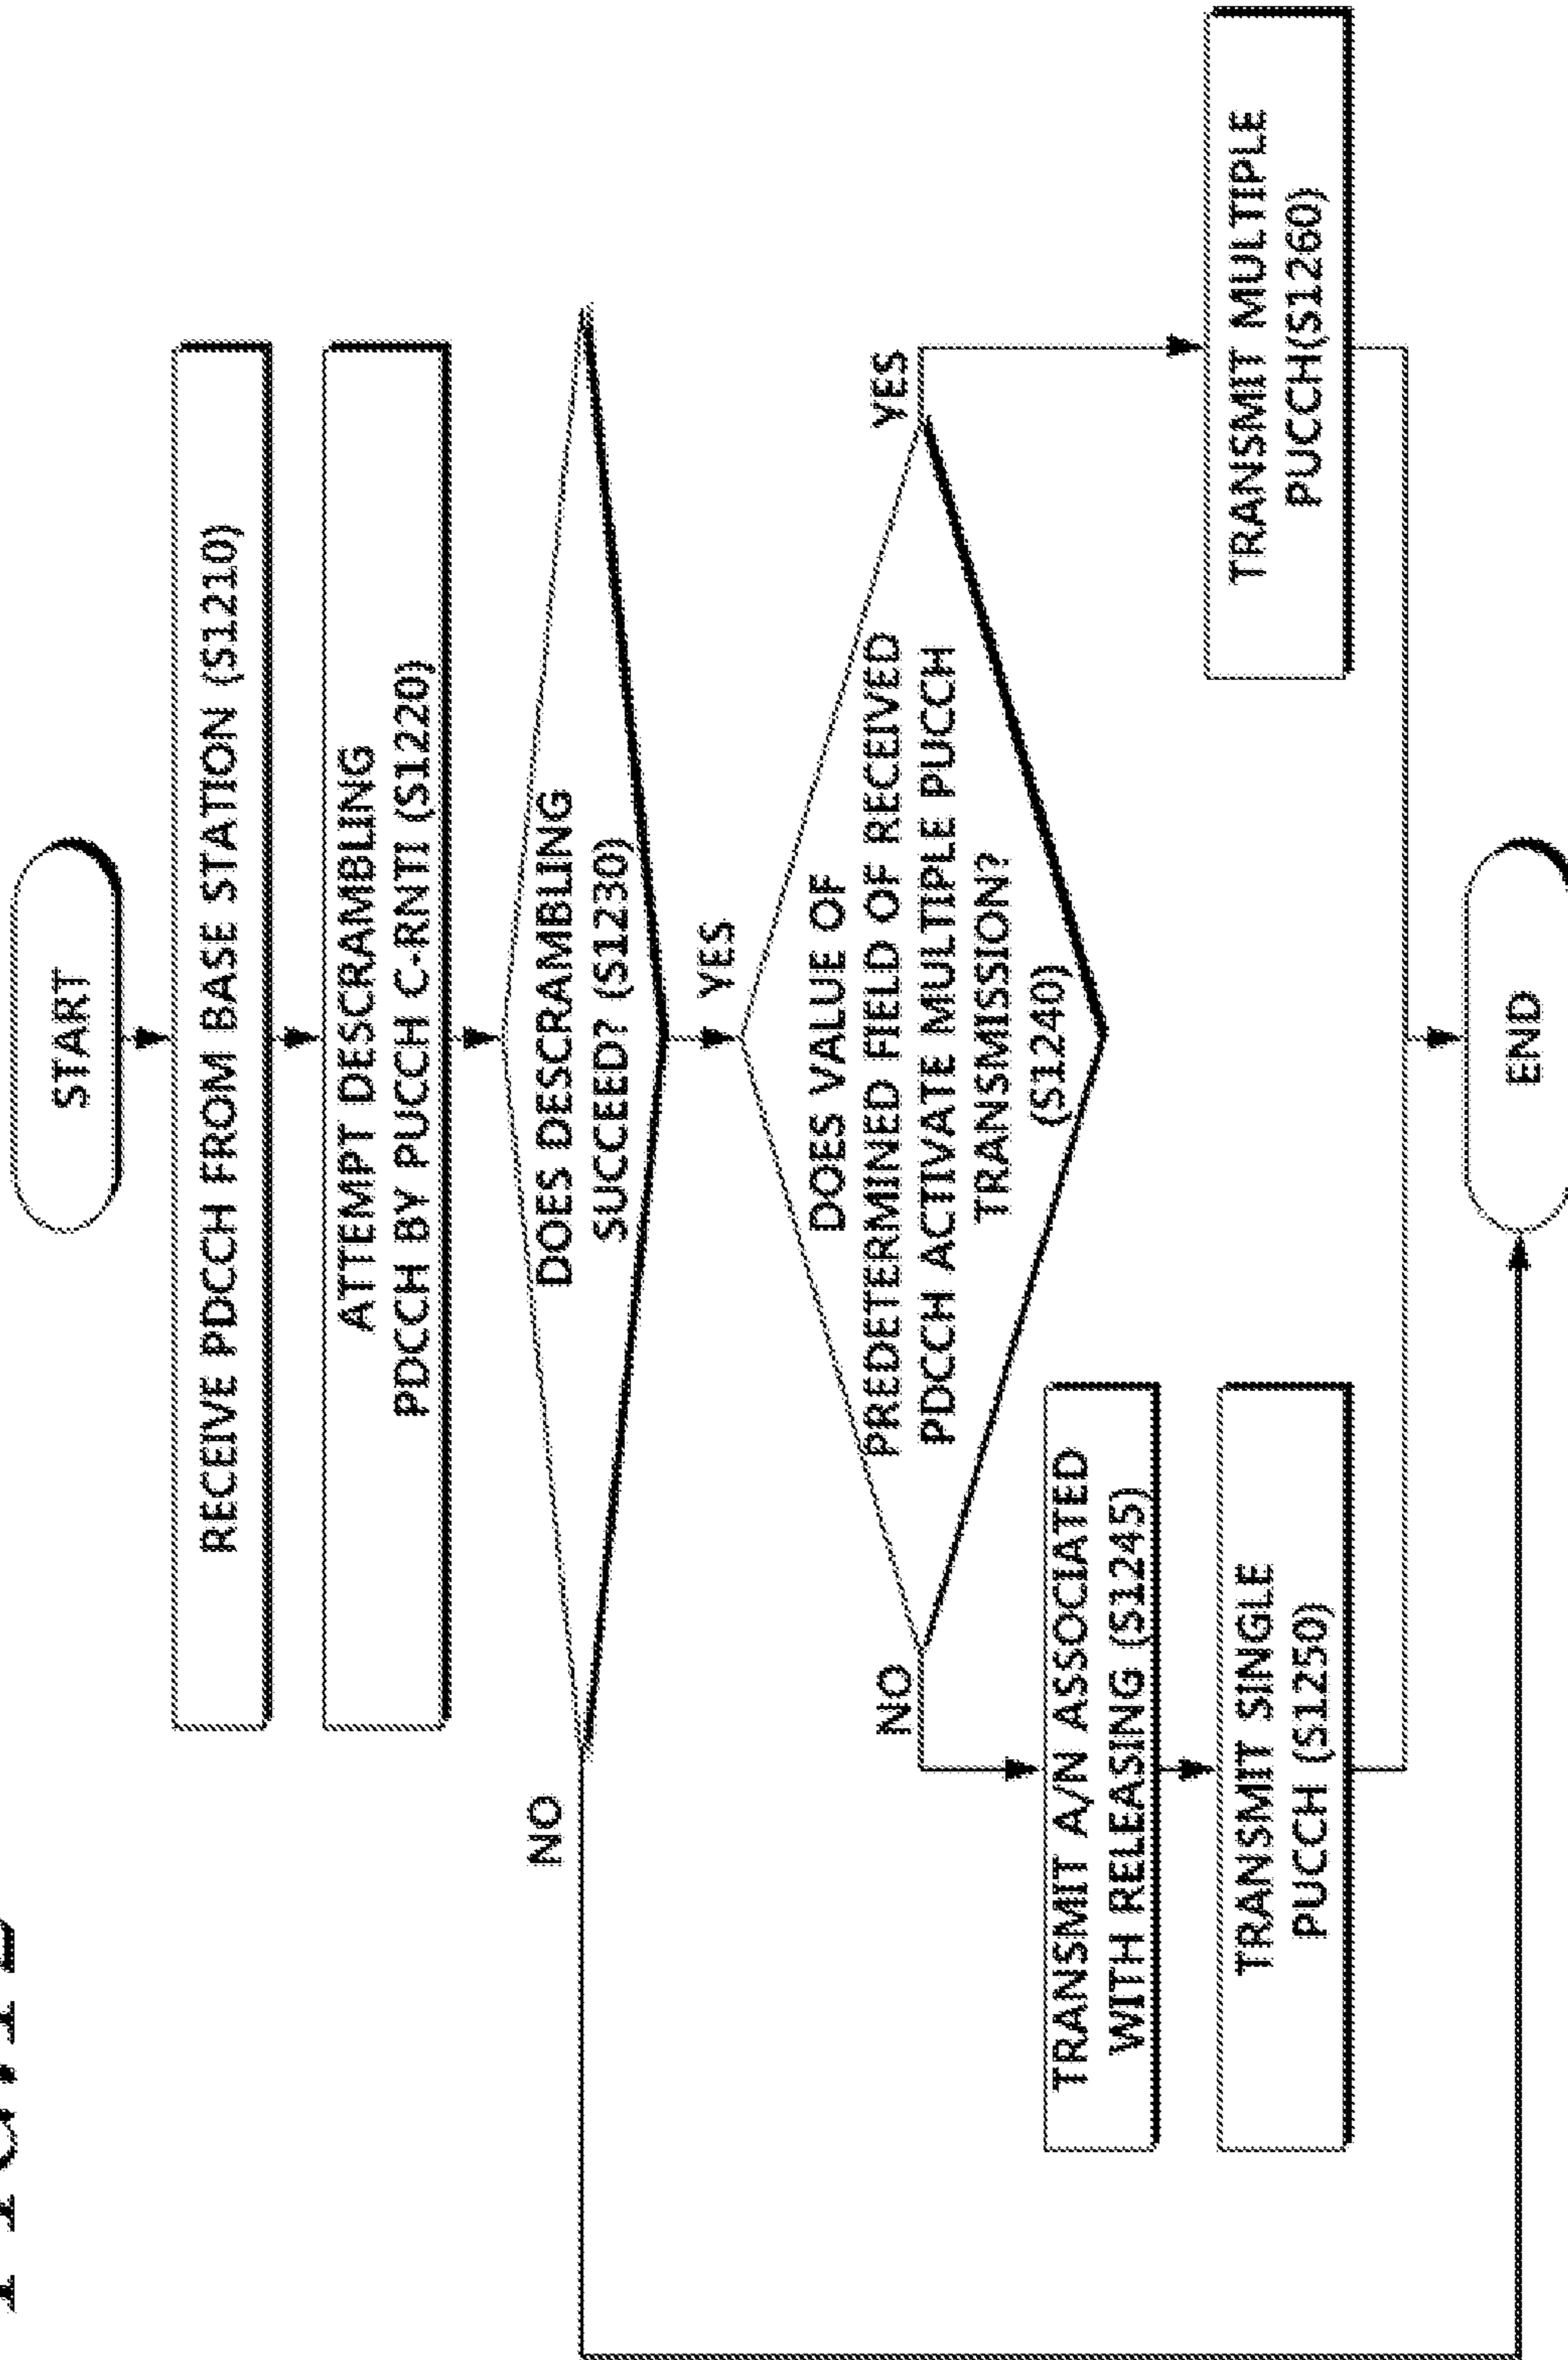 START
RECEIVE PDCCH FROM BASE STATION (S1210)
ATTEMPT DESCRAMBLING
PDCCH BY PUCCH C-RNTI (S1220)
DOES DESCRAMBLING
SUCCEED? (S1230)
NO
YES
DOES VALUE OF
PREDETERMINED FIELD OF RECEIVED
PDCCH ACTIVATE MULTIPLE PUCCH
TRANSMISSION?
(S1240)
NO
YES
TRANSMIT A/N ASSOCIATED
WITH RELEASING (S1245)
TRANSMIT SINGLE
PUCCH (S1250)
TRANSMIT MULTIPLE
PUCCH(S1260)
END